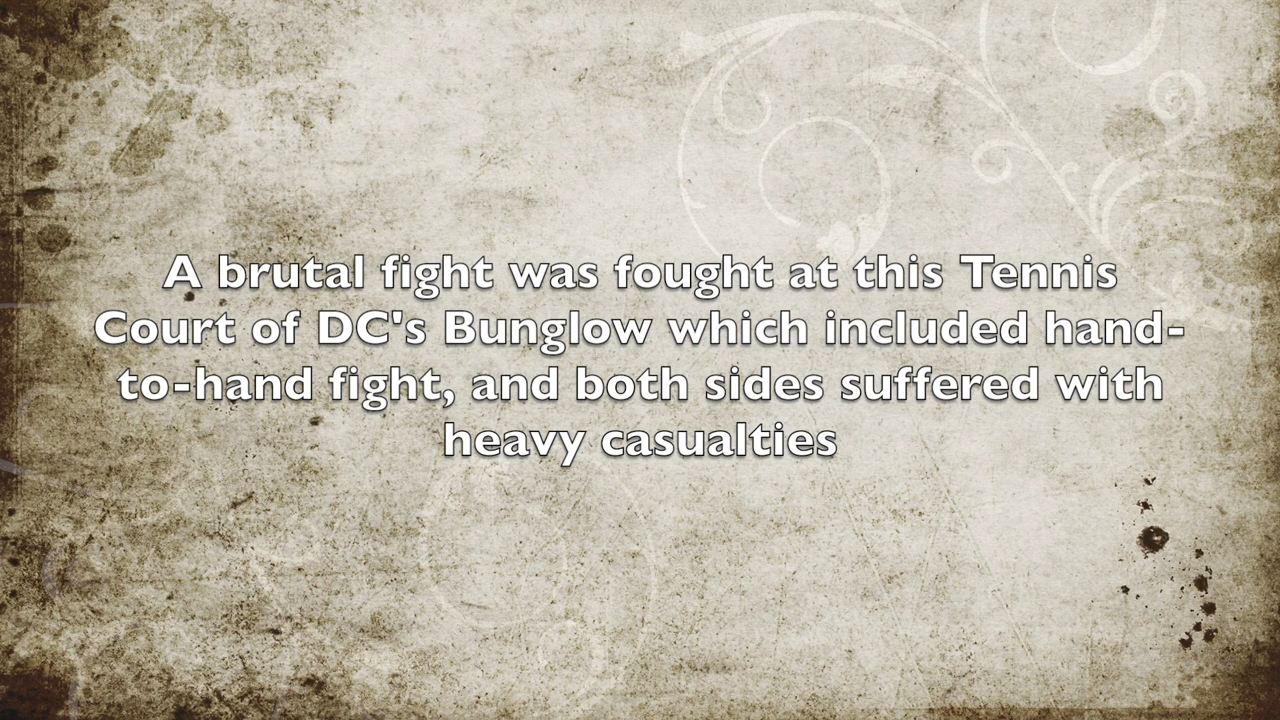 A brutal fight was fought at this Tennis
Court of DC's Bunglow which included hand-
to-hand fight, and both sides suffered with
heavy casualties